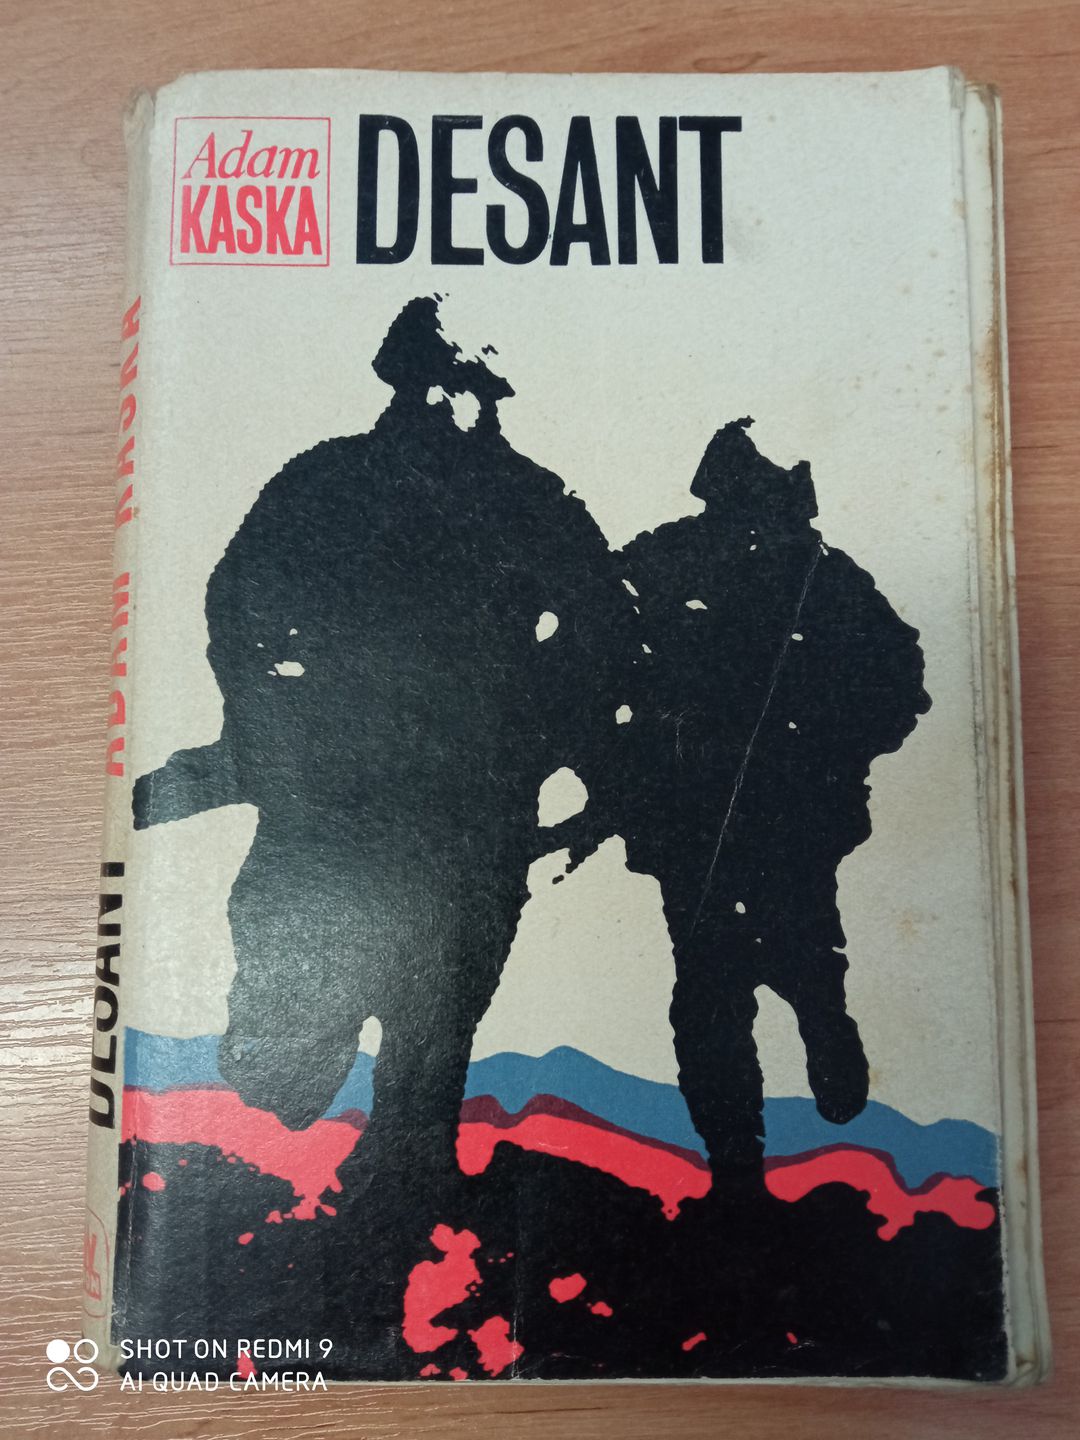 Adam
KASKA
DESANT
DESANT ADAM KASKA
SHOT ON REDMI 9
AI QUAD CAMERA